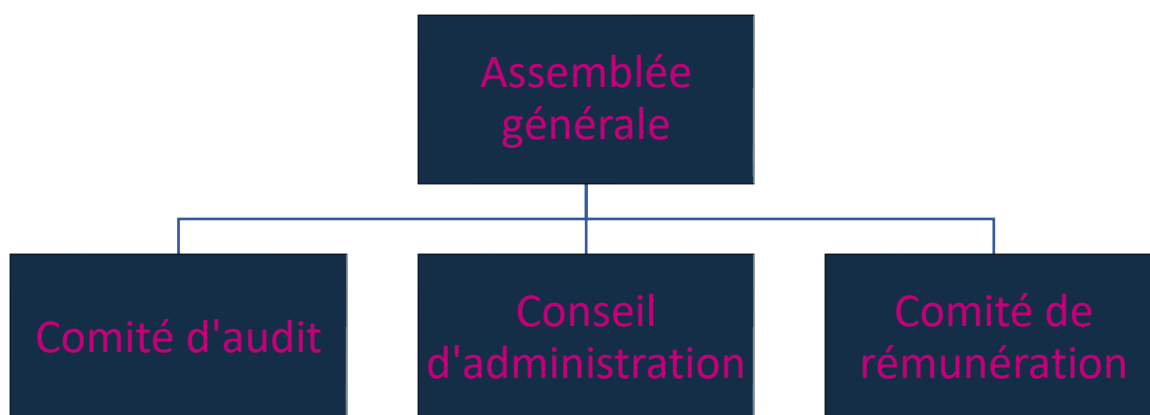 Assemblée
générale
Comité d'audit
Conseil
d'administration
Comité de
rémunération